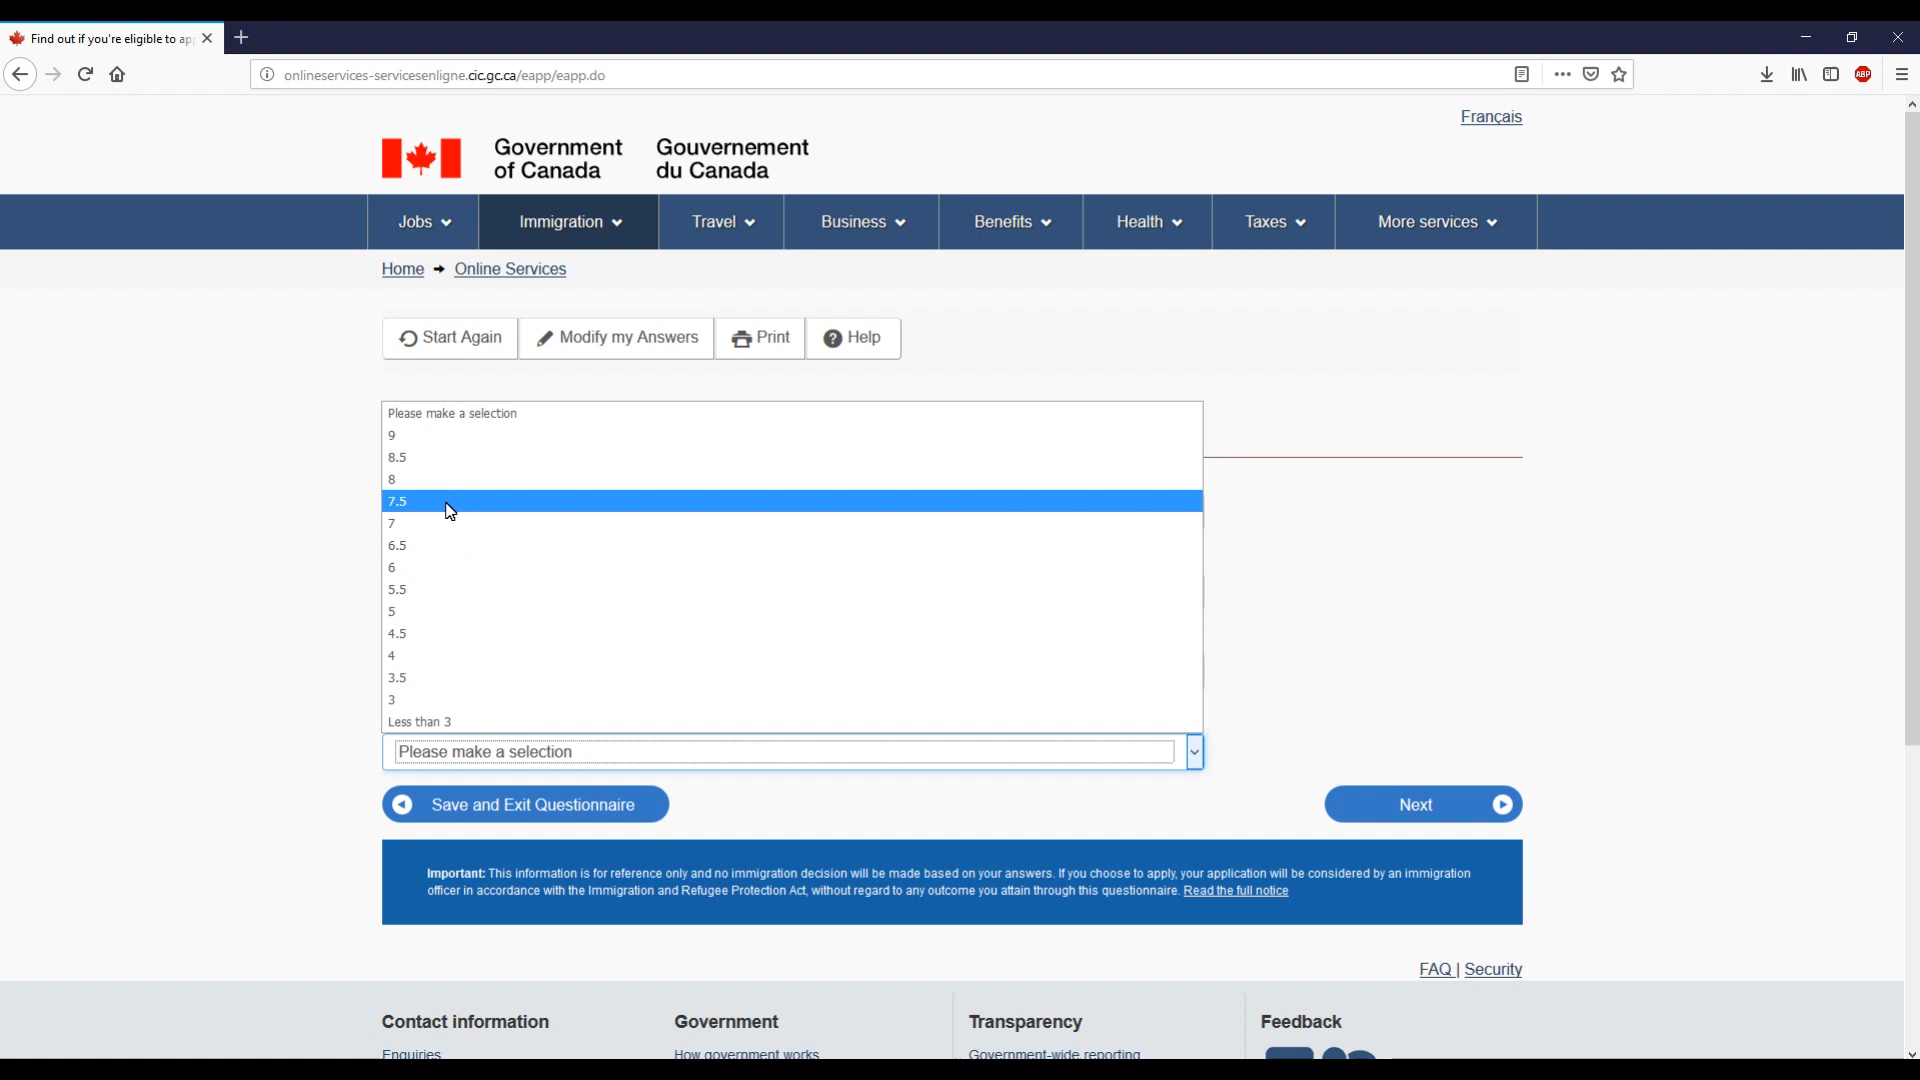 Find out if you're eligible to ap
onlineservices-servicesenligne.cic.gc.ca/eapp/eapp.do
ABP
Français
Government of Canada
Gouvernement du Canada
Jobs Immigration Travel Business Benefits Health Taxes More services
Home Online Services
Start Again Modify my Answers Print Help
Please make a selection
9
8.5
8
7.5
7
6.5
6
5.5
5
4.5
4
3.5
3
Less than 3
Please make a selection
Save and Exit Questionnaire Next
Important: This information is for reference only and no immigration decision will be made based on your answers. If you choose to apply, your application will be considered by an immigration
officer in accordance with the Immigration and Refugee Protection Act, without regard to any outcome you attain through this questionnaire. Read the full notice
FAQ | Security
Contact information Government Transparency Feedback
Enquiries How government works Government-wide reporting